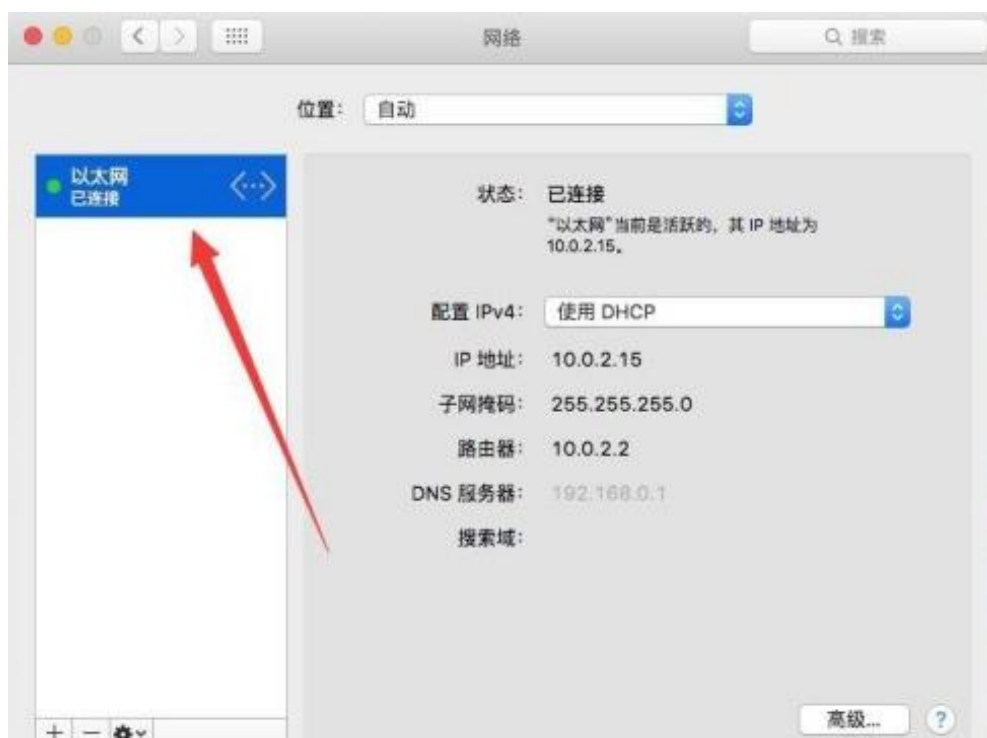 网络
搜索
位置: 自动
以太网
已连接
状态: 已连接
"以太网"当前是活跃的，其 IP 地址为
10.0.2.15。
配置 IPv4: 使用 DHCP
IP 地址: 10.0.2.15
子网掩码: 255.255.255.0
路由器: 10.0.2.2
DNS 服务器: 192.168.0.1
搜索域:
高级... ?